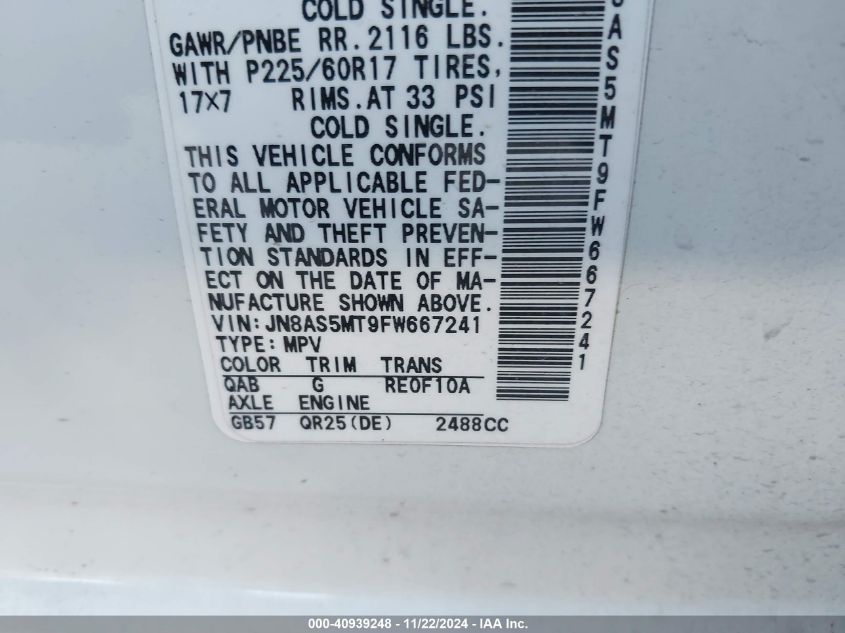 COLD SINGLE.
GAWR/PNBE RR.2116 LBS.
WITH P225/60R17 TIRES,
17X7 RIMS.AT 33 PSI
COLD SINGLE.
THIS VEHICLE CONFORMS
TO ALL APPLICABLE FED-
ERAL MOTOR VEHICLE SA-
FETY AND THEFT PREVEN-
TION STANDARDS IN EFF-
ECT ON THE DATE OF MA-
NUFACTURE SHOWN ABOVE.
VIN:JN8AS5MT9FW667241
TYPE:MPV
COLOR TRIM TRANS
QAB G RE0F10A
AXLE ENGINE
GB57 QR25(DE) 2488CC
AS5MT9FW667241
000-40939248 - 11/22/2024 - IAAI.com